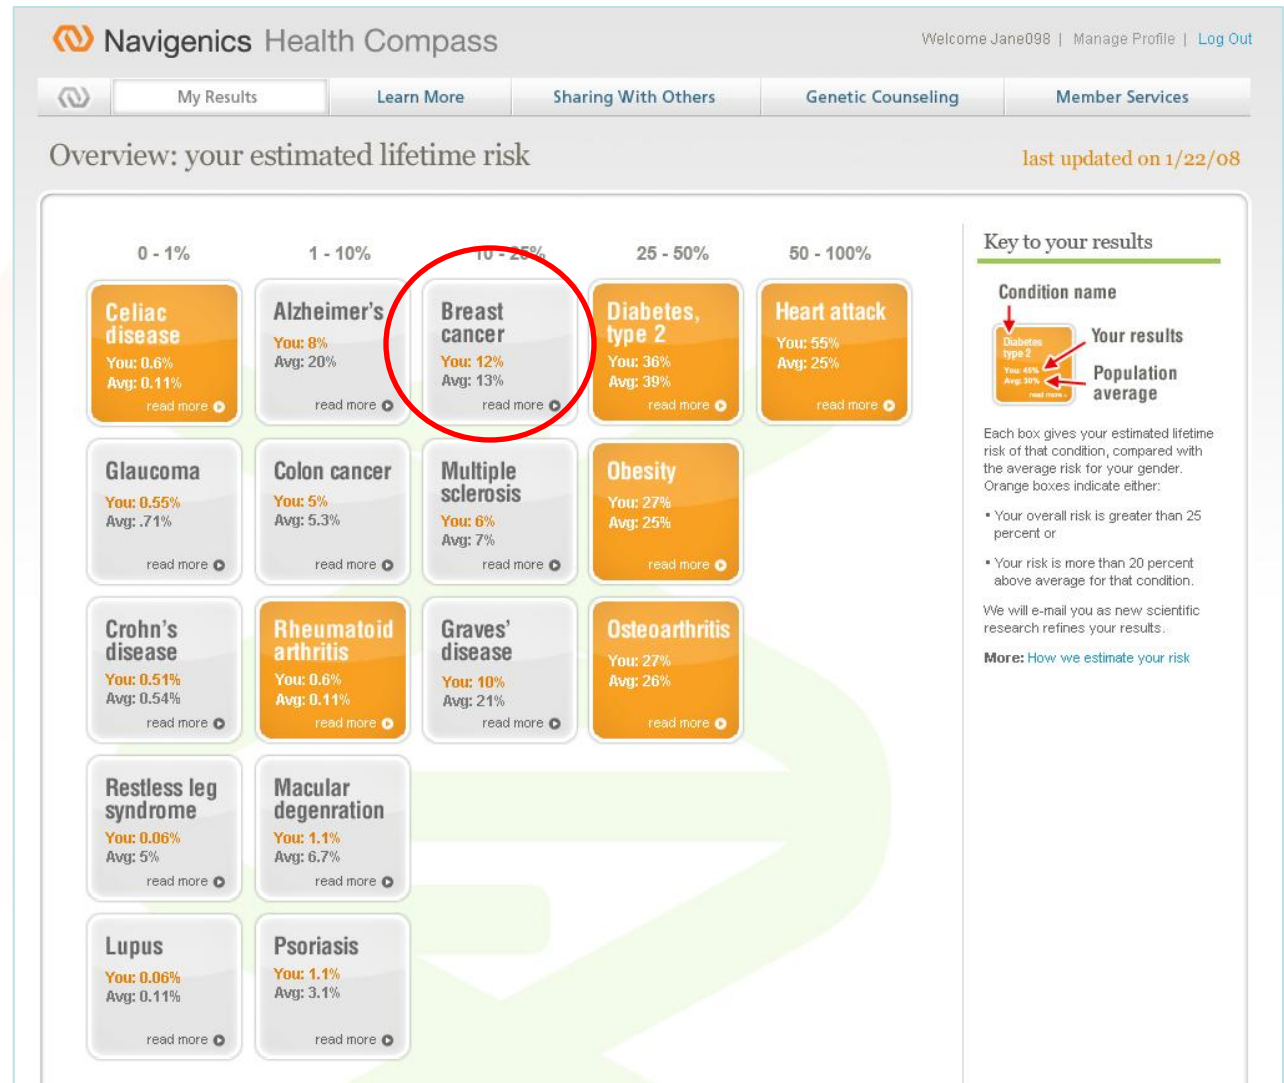 Navigenics Health Compass
Welcome Jane098 | Manage Profile | Log Out
My Results
Learn More
Sharing With Others
Genetic Counseling
Member Services
Overview: your estimated lifetime risk
last updated on 1/22/08
0 - 1%
1 - 10%
10 - 25%
25 - 50%
50 - 100%
Celiac
disease
You: 0.6%
Avg: 0.11%
read more
Alzheimer's
You: 8%
Avg: 20%
read more
Breast
cancer
You: 12%
Avg: 13%
read more
Diabetes,
type 2
You: 36%
Avg: 39%
read more
Heart attack
You: 55%
Avg: 25%
read more
Glaucoma
You: 0.55%
Avg: .71%
read more
Colon cancer
You: 5%
Avg: 5.3%
read more
Multiple
sclerosis
You: 6%
Avg: 7%
read more
Obesity
You: 27%
Avg: 25%
read more
Crohn's
disease
You: 0.51%
Avg: 0.54%
read more
Rheumatoid
arthritis
You: 0.6%
Avg: 0.11%
read more
Graves'
disease
You: 10%
Avg: 21%
read more
Osteoarthritis
You: 27%
Avg: 26%
read more
Restless leg
syndrome
You: 0.06%
Avg: 5%
read more
Macular
degenration
You: 1.1%
Avg: 6.7%
read more
Lupus
You: 0.06%
Avg: 0.11%
read more
Psoriasis
You: 1.1%
Avg: 3.1%
read more
Key to your results
Condition name
Diabetes
type 2
You: 45%
Avg: 30%
read more
Your results
Population
average
Each box gives your estimated lifetime
risk of that condition, compared with
the average risk for your gender.
Orange boxes indicate either:
• Your overall risk is greater than 25
percent or
• Your risk is more than 20 percent
above average for that condition.
We will e-mail you as new scientific
research refines your results.
More: How we estimate your risk